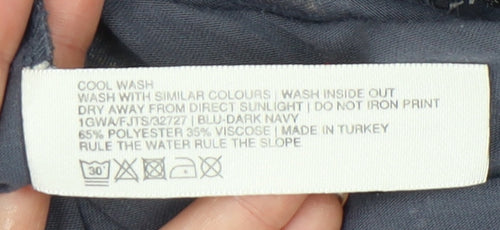 COOL WASH
WASH WITH SIMILAR COLOURS | WASH INSIDE OUT
DRY AWAY FROM DIRECT SUNLIGHT | DO NOT IRON PRINT
1GWA/FJTS/32727 | BLU-DARK NAVY
65% POLYESTER 35% VISCOSE | MADE IN TURKEY
RULE THE WATER RULE THE SLOPE
30°